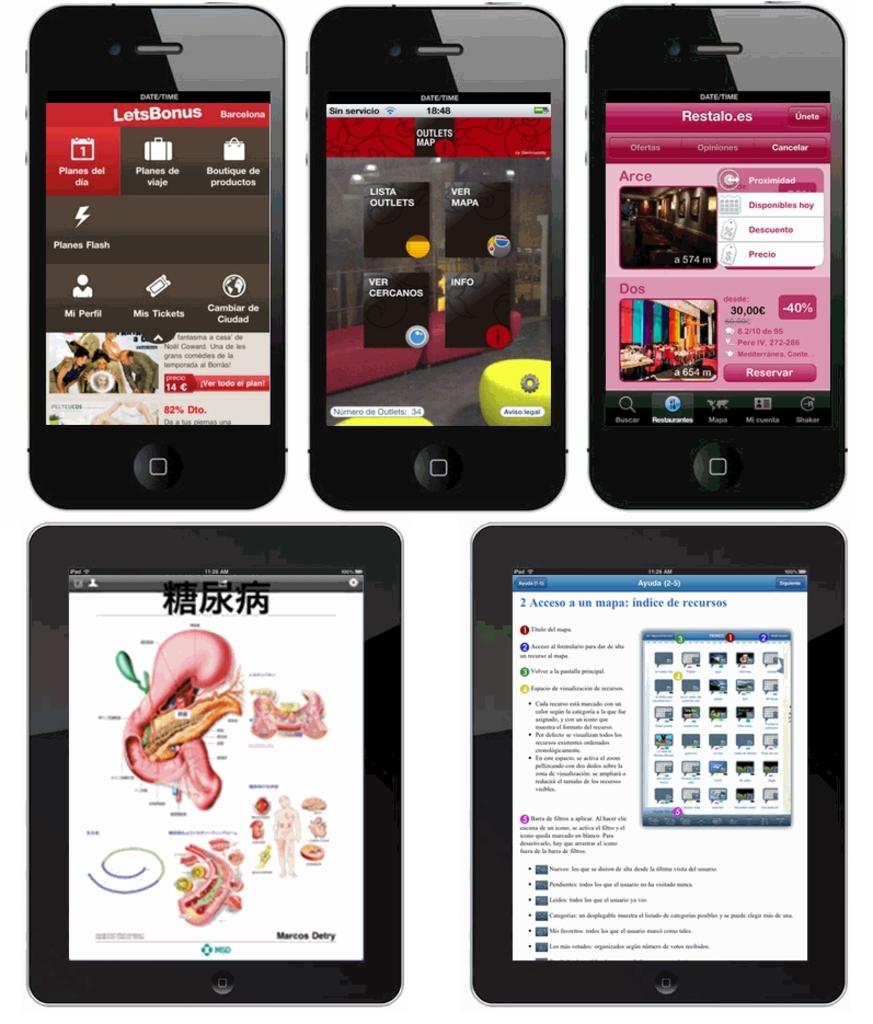 DATE/TIME
LetsBonus
Barcelona
Planes del
día
Planes de
viaje
Boutique de
productos
Planes Flash
Mi Perfil
Mis Tickets
Cambiar de
Ciudad
fantasma a casa' de
Noël Coward. Una de les
grans comèdies de la
temporada al Borràs!
precio
14 €
¡Ver todo el plan!
82% Dto.
Da a tus piernas una
DATE/TIME
Sin servicio
18:48
OUTLETS
MAP
LISTA
OUTLETS
VER
MAPA
VER
CERCANOS
INFO
Número de Outlets: 34
Aviso legal
DATE/TIME
Restalo.es
Únete
Ofertas
Opiniones
Cancelar
Arce
Proximidad
Disponibles hoy
Descuento
Precio
a 574 m
Dos
desde:
30,00€
-40%
8.2/10 de 95
Pere IV, 272-286
Mediterránea, Conte...
a 654 m
Reservar
Buscar
Restaurantes
Mapa
Mi cuenta
Shaker
iPad
11:26 AM
100%
糖尿病
Marcos Detry
MSD
iPad
11:26 AM
100%
Ayuda (1-5)
Ayuda (2-5)
Siguiente
2 Acceso a un mapa: índice de recursos
1 Título del mapa.
2 Acceso al formulario para dar de alta
un recurso al mapa.
3 Volver a la pantalla principal.
4 Espacio de visualización de recursos.
• Cada recurso está marcado con un
color según la categoría a la que fue
asignado, y con un icono que
muestra el formato del recurso.
• Por defecto se visualizan todos los
recursos existentes ordenados
cronológicamente.
• En este espacio, se activa el zoom
pellizcando con dos dedos sobre la
zona de visualización: se ampliará o
reducirá el tamaño de los recursos
visibles.
5 Barra de filtros a aplicar. Al hacer clic
encima de un icono, se activa el filtro y el
icono queda marcado en blanco. Para
desactivarlo, hay que arrastrar el icono
fuera de la barra de filtros.
• Nuevos: los que se dieron de alta desde la última visita del usuario.
• Pendientes: todos los que el usuario no ha visitado nunca.
• Leídos: todos los que el usuario ya vio.
• Categorías: un desplegable muestra el listado de categorías posibles y se puede elegir más de una.
• Mis favoritos: todos los que el usuario marcó como tales.
• Los más votados: organizados según número de votos recibidos.